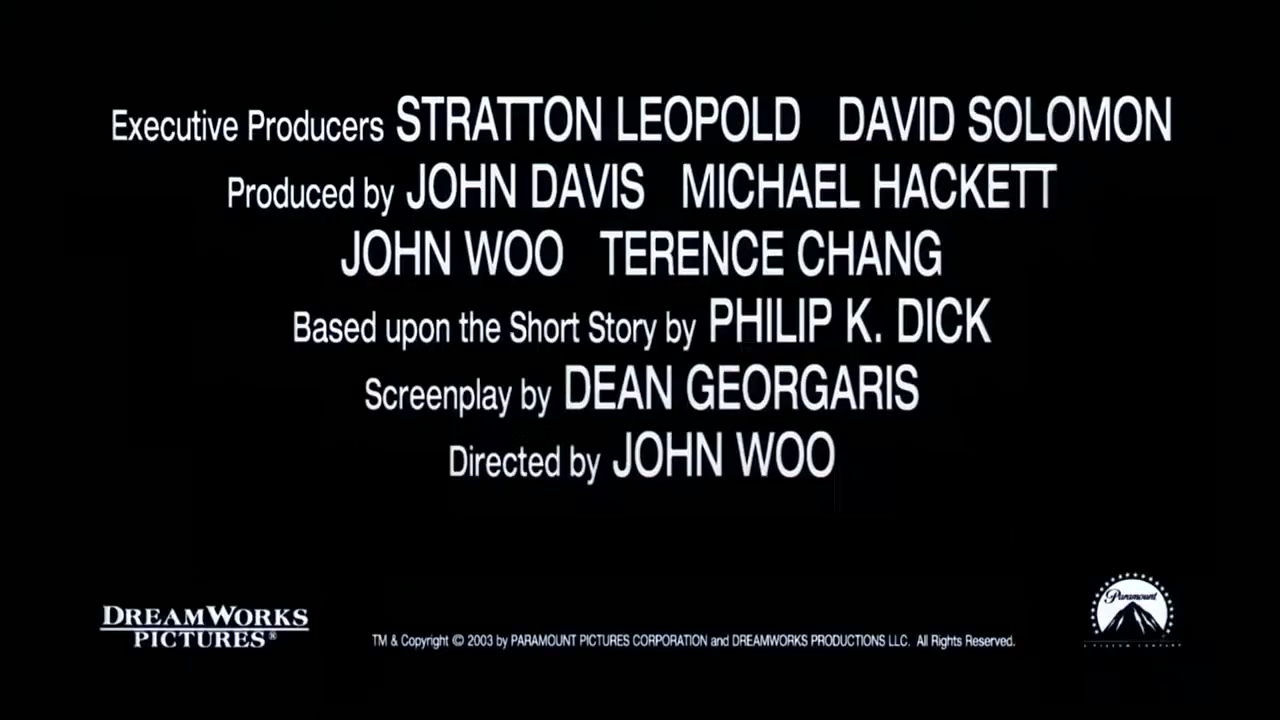 Executive Producers STRATTON LEOPOLD DAVID SOLOMON
Produced by JOHN DAVIS MICHAEL HACKETT
JOHN WOO TERENCE CHANG
Based upon the Short Story by PHILIP K. DICK
Screenplay by DEAN GEORGARIS
Directed by JOHN WOO
DREAMWORKS
PICTURES®
TM & Copyright © 2003 by PARAMOUNT PICTURES CORPORATION and DREAMWORKS PRODUCTIONS LLC. All Rights Reserved.
Paramount
A VIACOM COMPANY